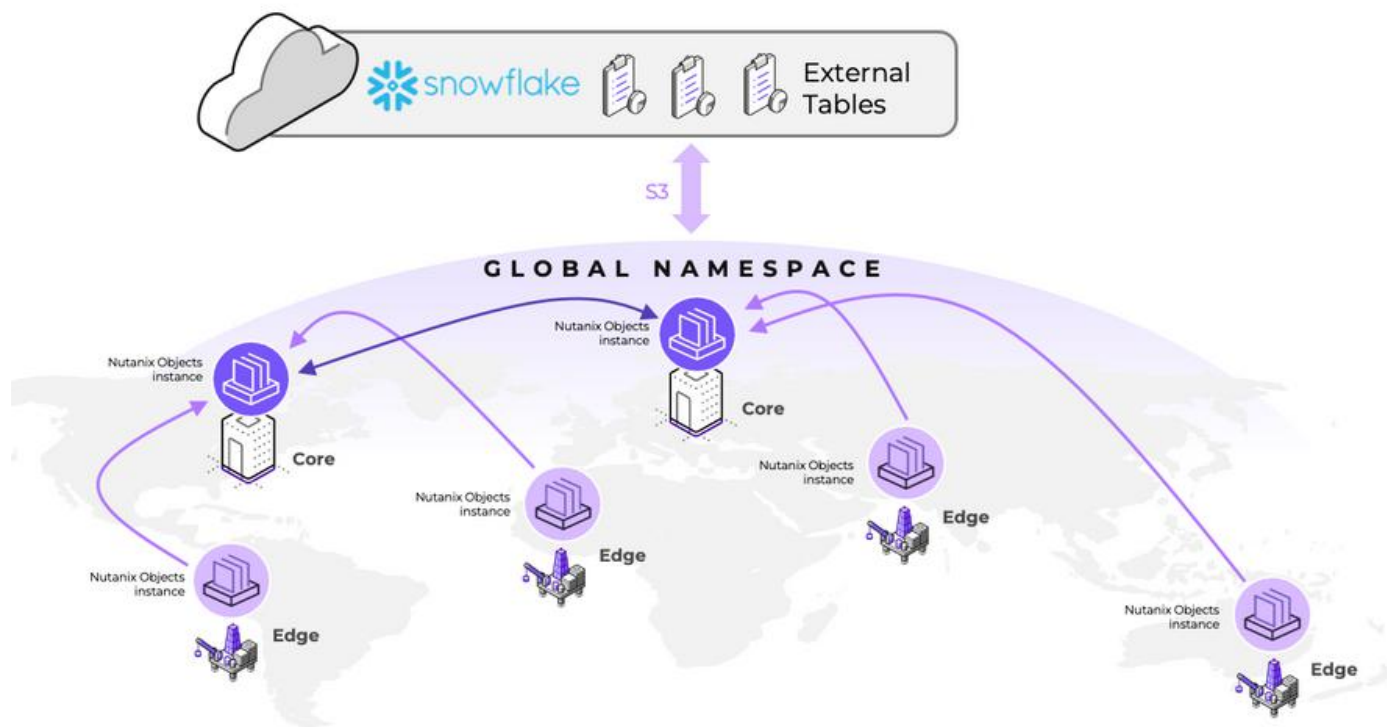 snowflake
External
Tables
S3
GLOBAL NAMESPACE
Nutanix Objects
instance
Nutanix Objects
instance
Core
Core
Nutanix Objects
instance
Edge
Nutanix Objects
instance
Edge
Nutanix Objects
instance
Edge
Nutanix Objects
instance
Edge